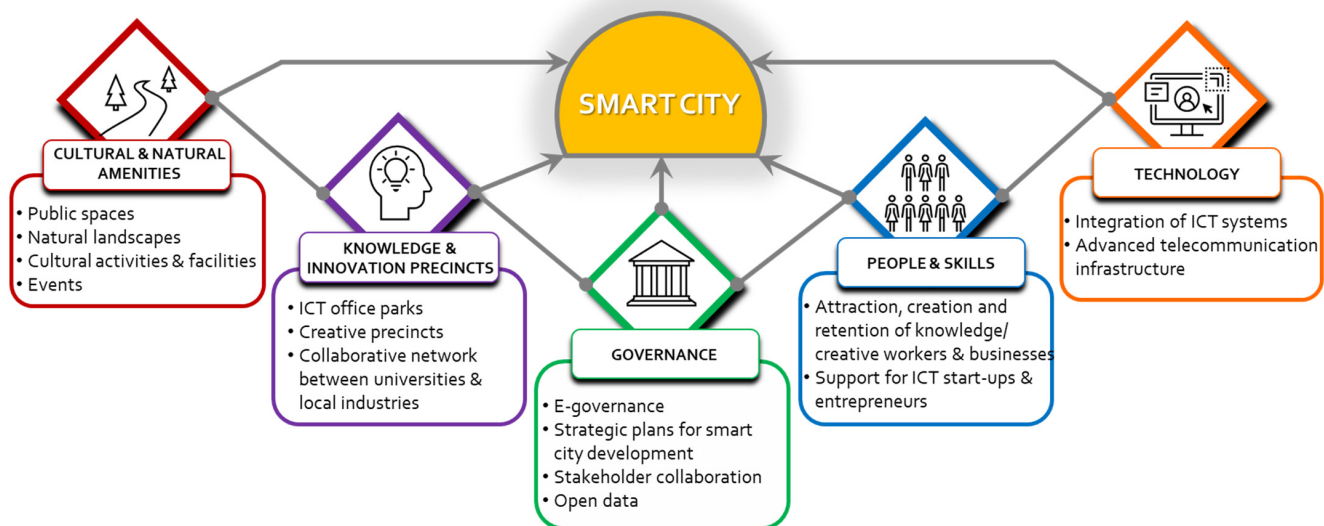 SMART CITY
CULTURAL & NATURAL
AMENITIES
• Public spaces
• Natural landscapes
• Cultural activities & facilities
• Events
KNOWLEDGE &
INNOVATION PRECINCTS
• ICT office parks
• Creative precincts
• Collaborative network
between universities &
local industries
GOVERNANCE
• E-governance
• Strategic plans for smart
city development
• Stakeholder collaboration
• Open data
PEOPLE & SKILLS
• Attraction, creation and
retention of knowledge/
creative workers & businesses
• Support for ICT start-ups &
entrepreneurs
TECHNOLOGY
• Integration of ICT systems
• Advanced telecommunication
infrastructure